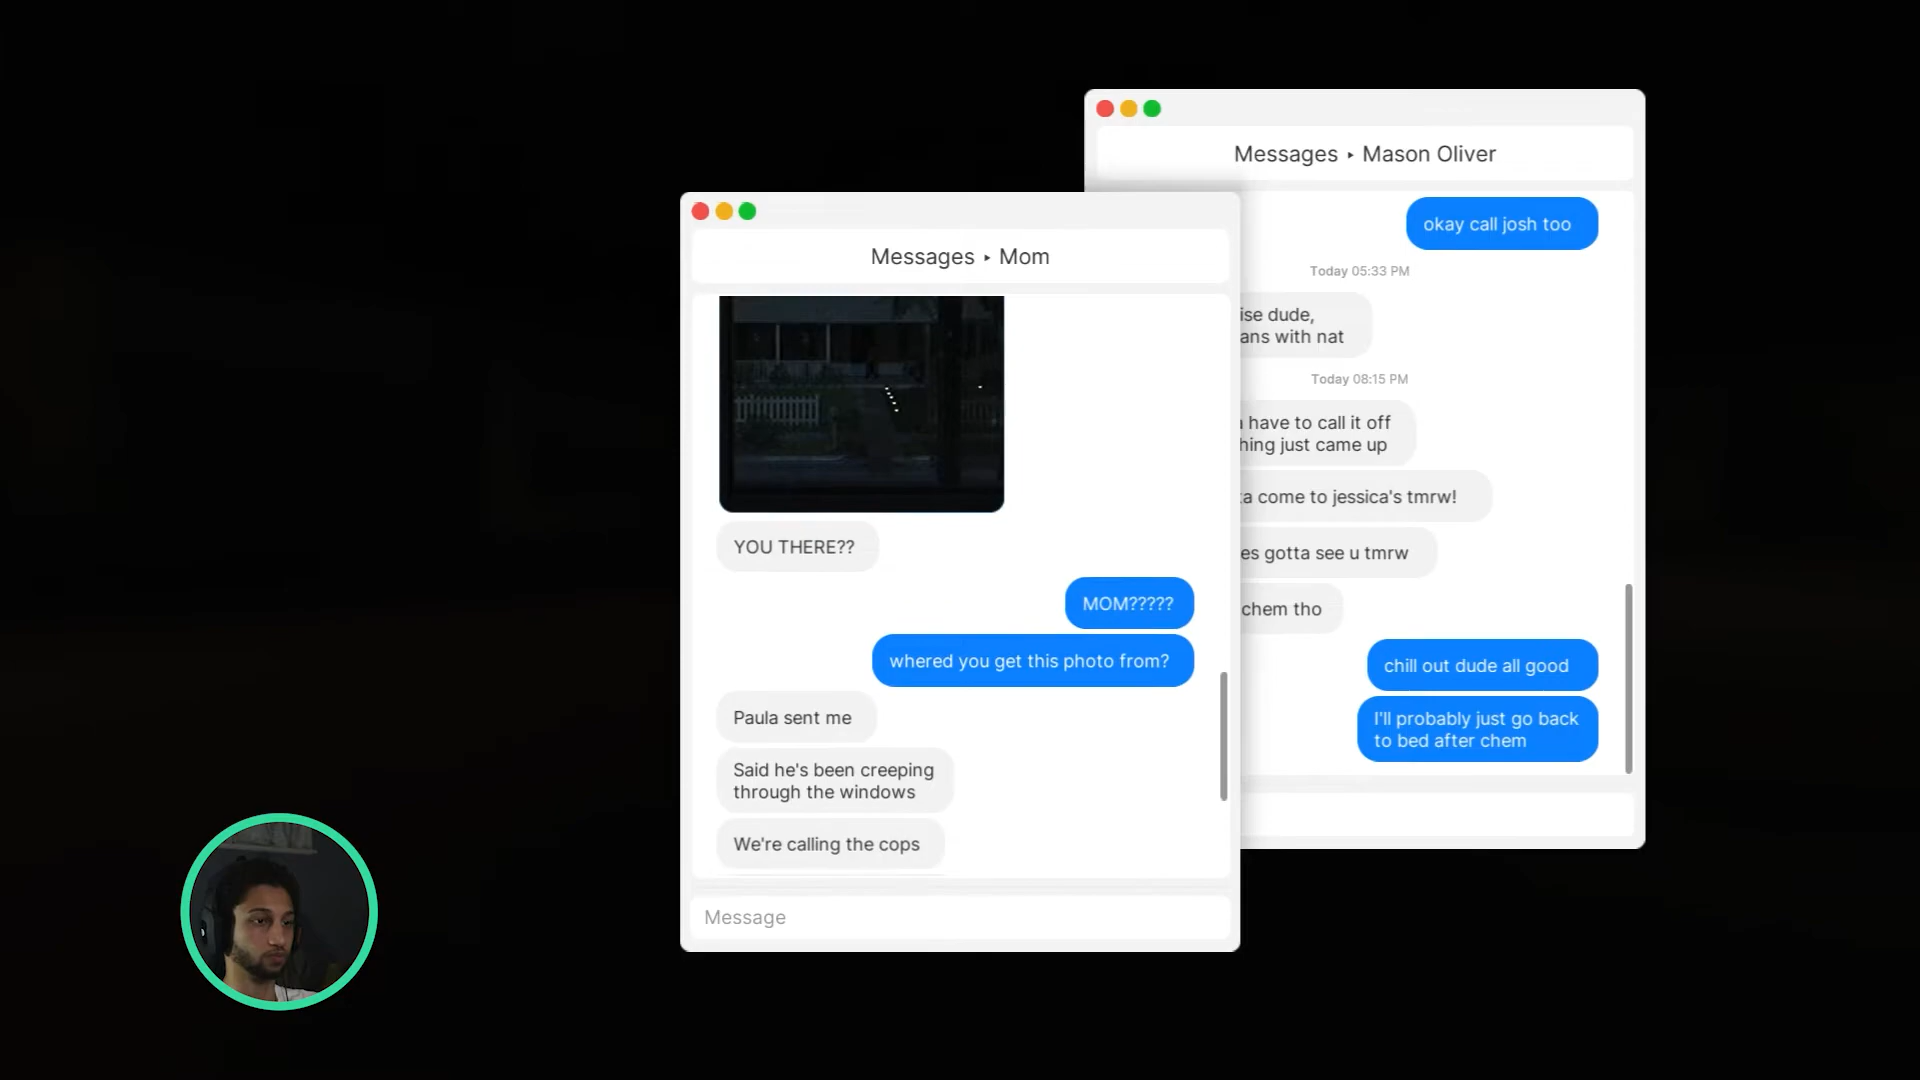 Messages ▸ Mason Oliver
okay call josh too
Today 05:33 PM
dude,
with nat
Today 08:15 PM
have to call it off
just came up
come to jessica's tmrw!
gotta see u tmrw
chem tho
chill out dude all good
I'll probably just go back
to bed after chem
Messages ▸ Mom
YOU THERE??
MOM?????
whered you get this photo from?
Paula sent me
Said he's been creeping
through the windows
We're calling the cops
Message